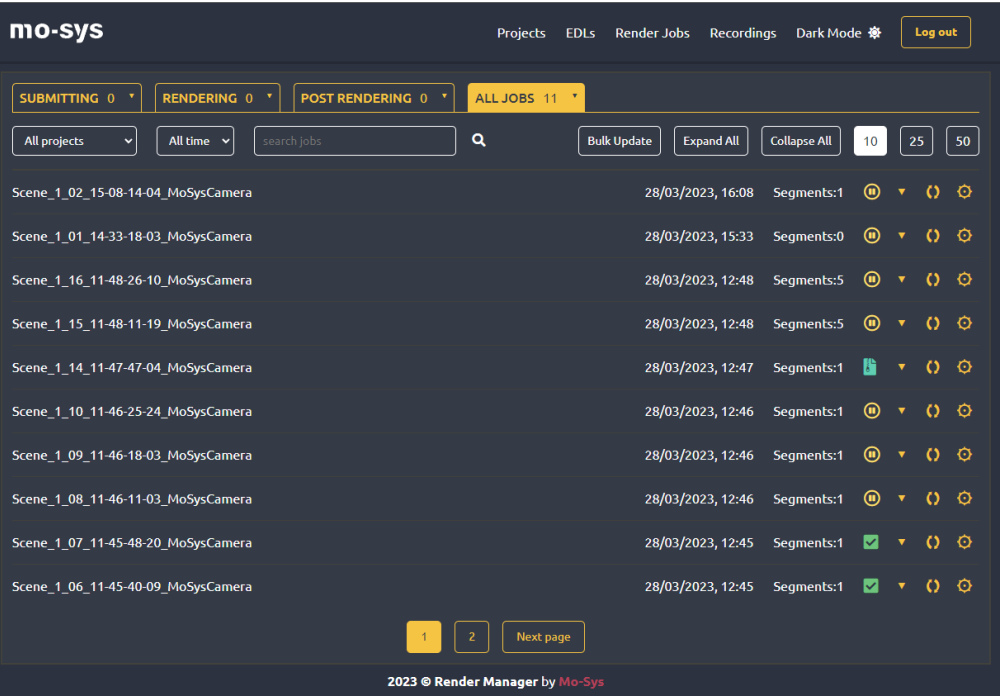 mo-sys
Projects EDLs Render Jobs Recordings Dark Mode Log out
SUBMITTING 0 RENDERING 0 POST RENDERING 0 ALL JOBS 11
All projects All time search jobs Bulk Update Expand All Collapse All 10 25 50
Scene_1_02_15-08-14-04_MoSysCamera 28/03/2023, 16:08 Segments:1
Scene_1_01_14-33-18-03_MoSysCamera 28/03/2023, 15:33 Segments:0
Scene_1_16_11-48-26-10_MoSysCamera 28/03/2023, 12:48 Segments:5
Scene_1_15_11-48-11-19_MoSysCamera 28/03/2023, 12:48 Segments:5
Scene_1_14_11-47-47-04_MoSysCamera 28/03/2023, 12:47 Segments:1
Scene_1_10_11-46-25-24_MoSysCamera 28/03/2023, 12:46 Segments:1
Scene_1_09_11-46-18-03_MoSysCamera 28/03/2023, 12:46 Segments:1
Scene_1_08_11-46-11-03_MoSysCamera 28/03/2023, 12:46 Segments:1
Scene_1_07_11-45-48-20_MoSysCamera 28/03/2023, 12:45 Segments:1
Scene_1_06_11-45-40-09_MoSysCamera 28/03/2023, 12:45 Segments:1
1 2 Next page
2023 © Render Manager by Mo-Sys